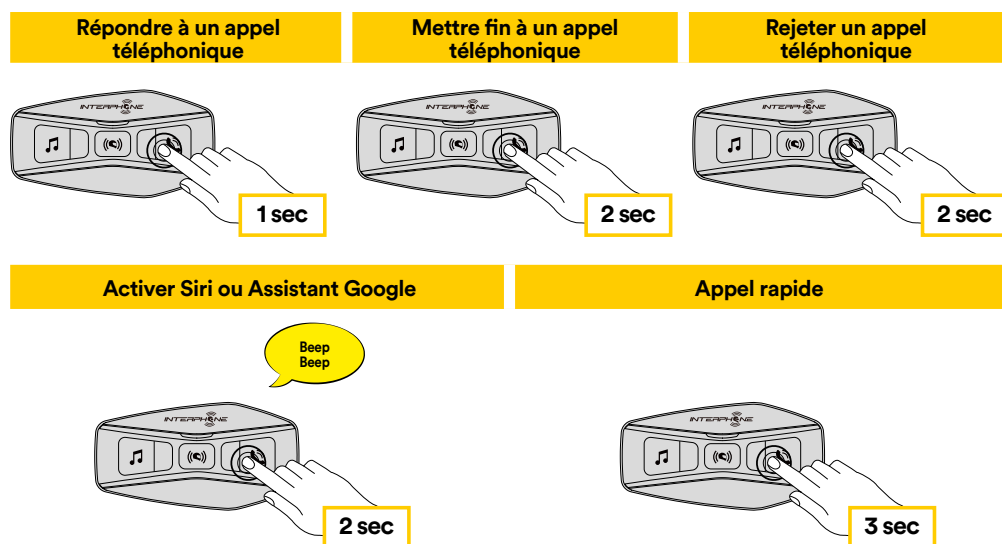 Répondre à un appel
téléphonique
Mettre fin à un appel
téléphonique
Rejeter un appel
téléphonique
INTERPHONE
INTERPHONE
INTERPHONE
1 sec
2 sec
2 sec
Activer Siri ou Assistant Google
Appel rapide
Beep
Beep
INTERPHONE
INTERPHONE
2 sec
3 sec